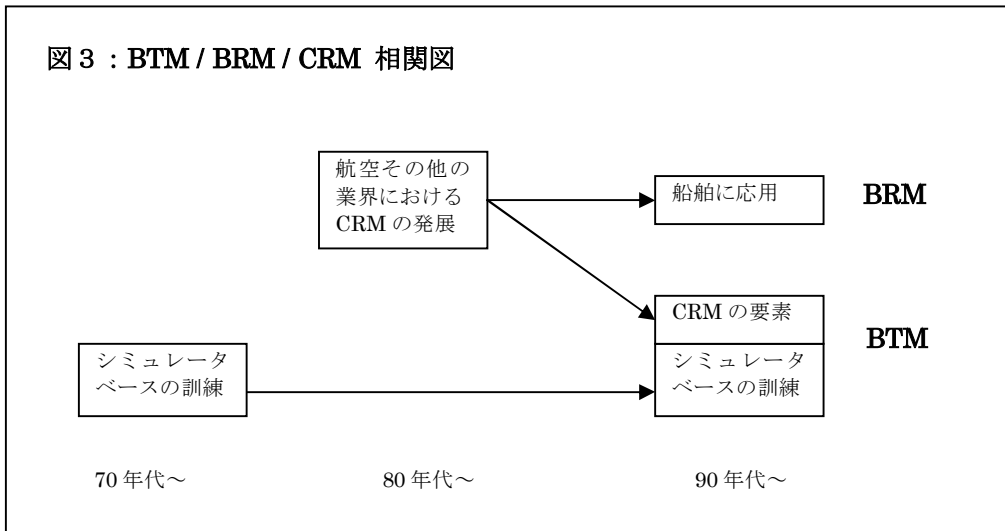 図３：BTM / BRM / CRM 相関図
航空その他の
業界における
CRM の発展
船舶に応用
BRM
CRM の要素
BTM
シミュレータ
ベースの訓練
シミュレータ
ベースの訓練
70 年代～
80 年代～
90 年代～